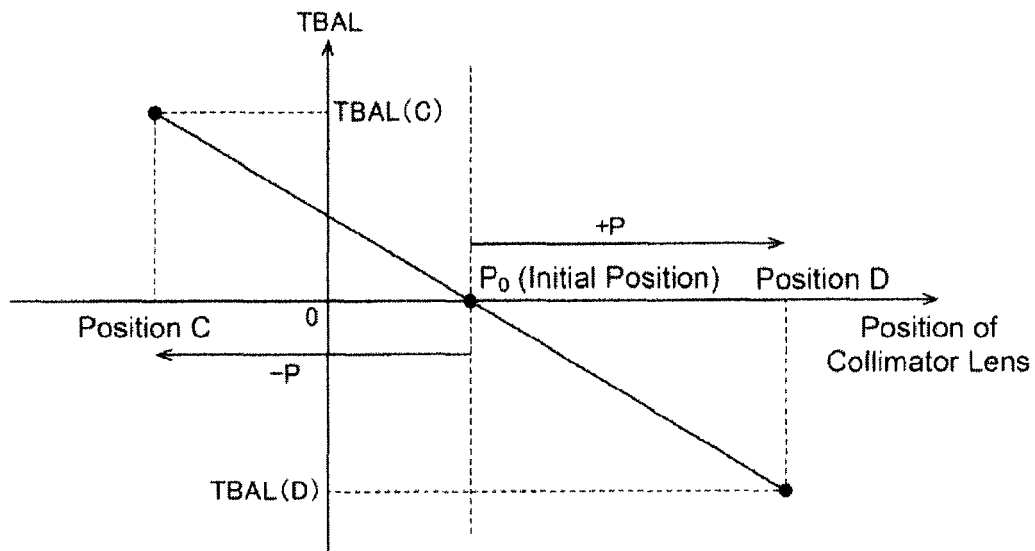 TBAL
TBAL(C)
+P
P0 (Initial Position)
Position D
Position C
0
Position of
Collimator Lens
−P
TBAL(D)